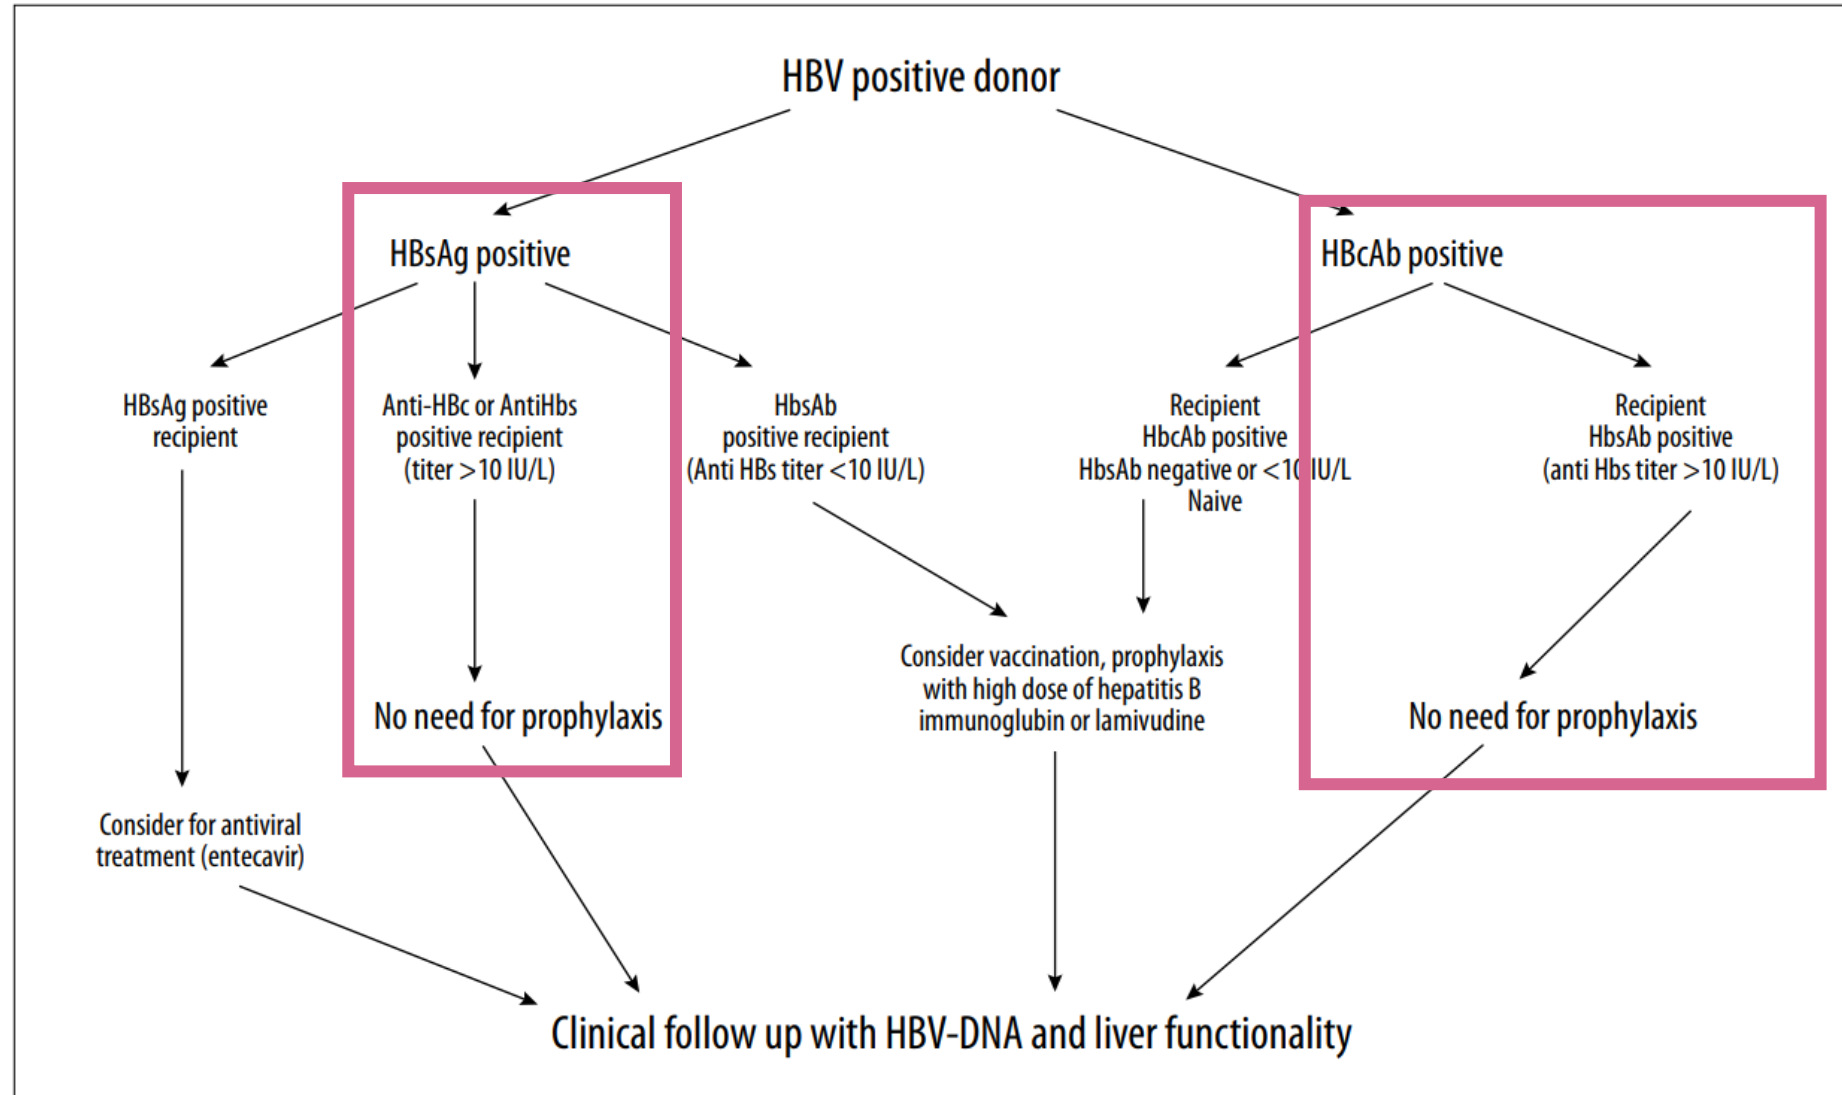 HBV positive donor
HBsAg positive
HBcAb positive
HBsAg positive
recipient
Anti-HBc or AntiHbs
positive recipient
(titer >10 IU/L)
HbsAb
positive recipient
(Anti HBs titer <10 IU/L)
Recipient
HbcAb positive
HbsAb negative or <10 IU/L
Naive
Recipient
HbsAb positive
(anti Hbs titer >10 IU/L)
Consider vaccination, prophylaxis
with high dose of hepatitis B
immunoglubin or lamivudine
No need for prophylaxis
No need for prophylaxis
Consider for antiviral
treatment (entecavir)
Clinical follow up with HBV-DNA and liver functionality